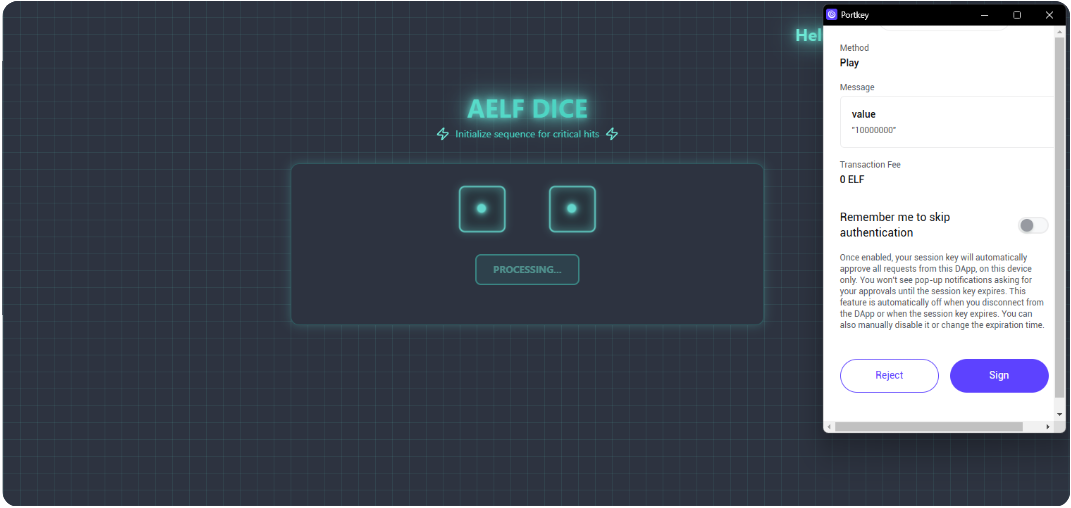 Hel
AELF DICE
Initialize sequence for critical hits
PROCESSING...
Portkey
Method
Play
Message
value
"10000000"
Transaction Fee
0 ELF
Remember me to skip
authentication
Once enabled, your session key will automatically
approve all requests from this DApp, on this device
only. You won't see pop-up notifications asking for
your approvals until the session key expires. This
feature is automatically off when you disconnect from
the DApp or when the session key expires. You can
also manually disable it or change the expiration time.
Reject
Sign